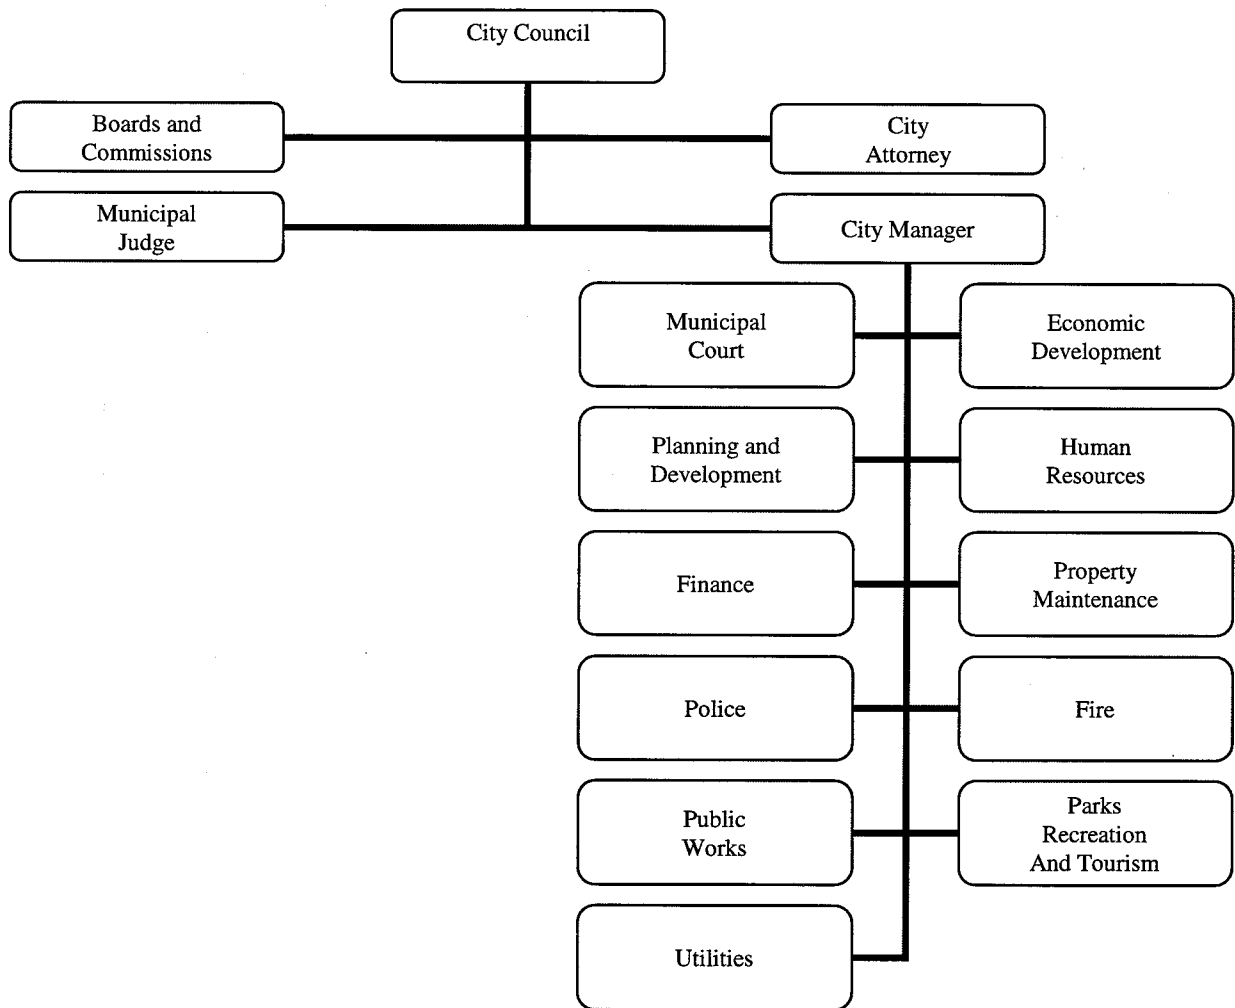 City Council
Boards and
Commissions
City
Attorney
Municipal
Judge
City Manager
Municipal
Court
Economic
Development
Planning and
Development
Human
Resources
Finance
Property
Maintenance
Police
Fire
Public
Works
Parks
Recreation
And Tourism
Utilities